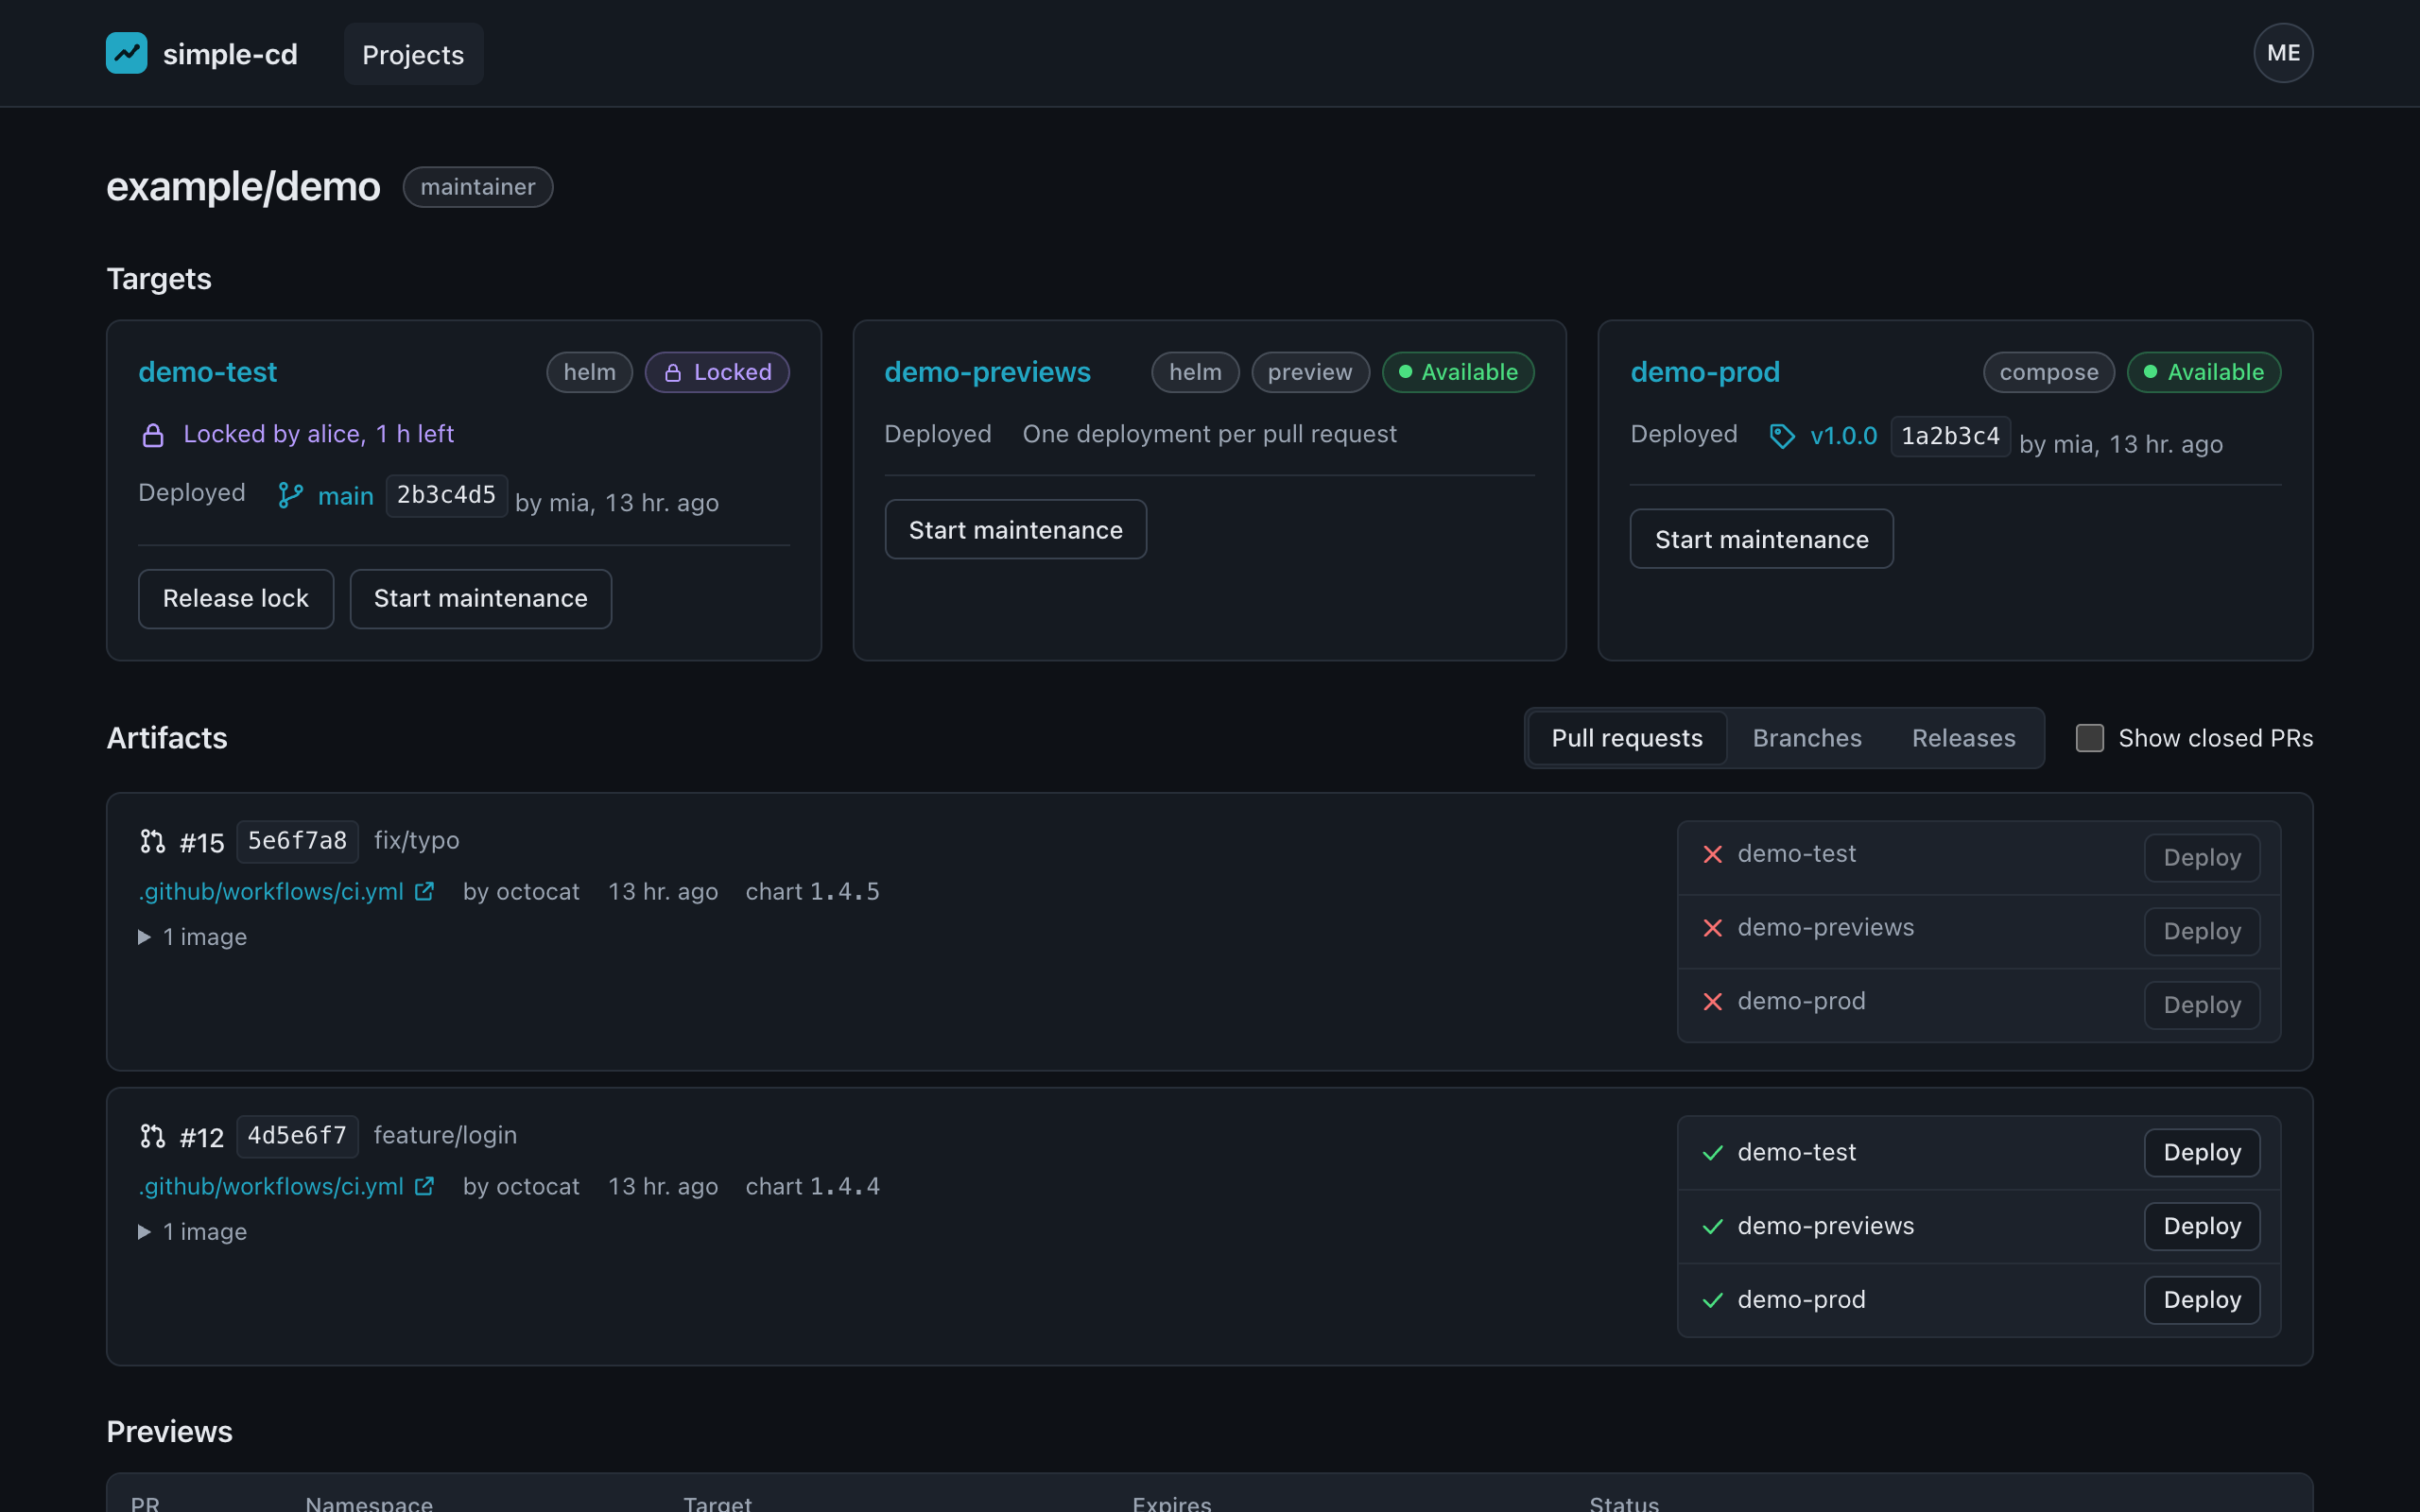 simple-cd
Projects
ME
example/demo
maintainer
Targets
demo-test
helm
Locked
Locked by alice, 1 h left
Deployed
main
2b3c4d5
by mia, 13 hr. ago
Release lock
Start maintenance
demo-previews
helm
preview
Available
Deployed
One deployment per pull request
Start maintenance
demo-prod
compose
Available
Deployed
v1.0.0
1a2b3c4
by mia, 13 hr. ago
Start maintenance
Artifacts
Pull requests
Branches
Releases
Show closed PRs
#15
5e6f7a8
fix/typo
.github/workflows/ci.yml
by octocat
13 hr. ago
chart 1.4.5
1 image
demo-test
Deploy
demo-previews
Deploy
demo-prod
Deploy
#12
4d5e6f7
feature/login
.github/workflows/ci.yml
by octocat
13 hr. ago
chart 1.4.4
1 image
demo-test
Deploy
demo-previews
Deploy
demo-prod
Deploy
Previews
PR
Namespace
Target
Expires
Status